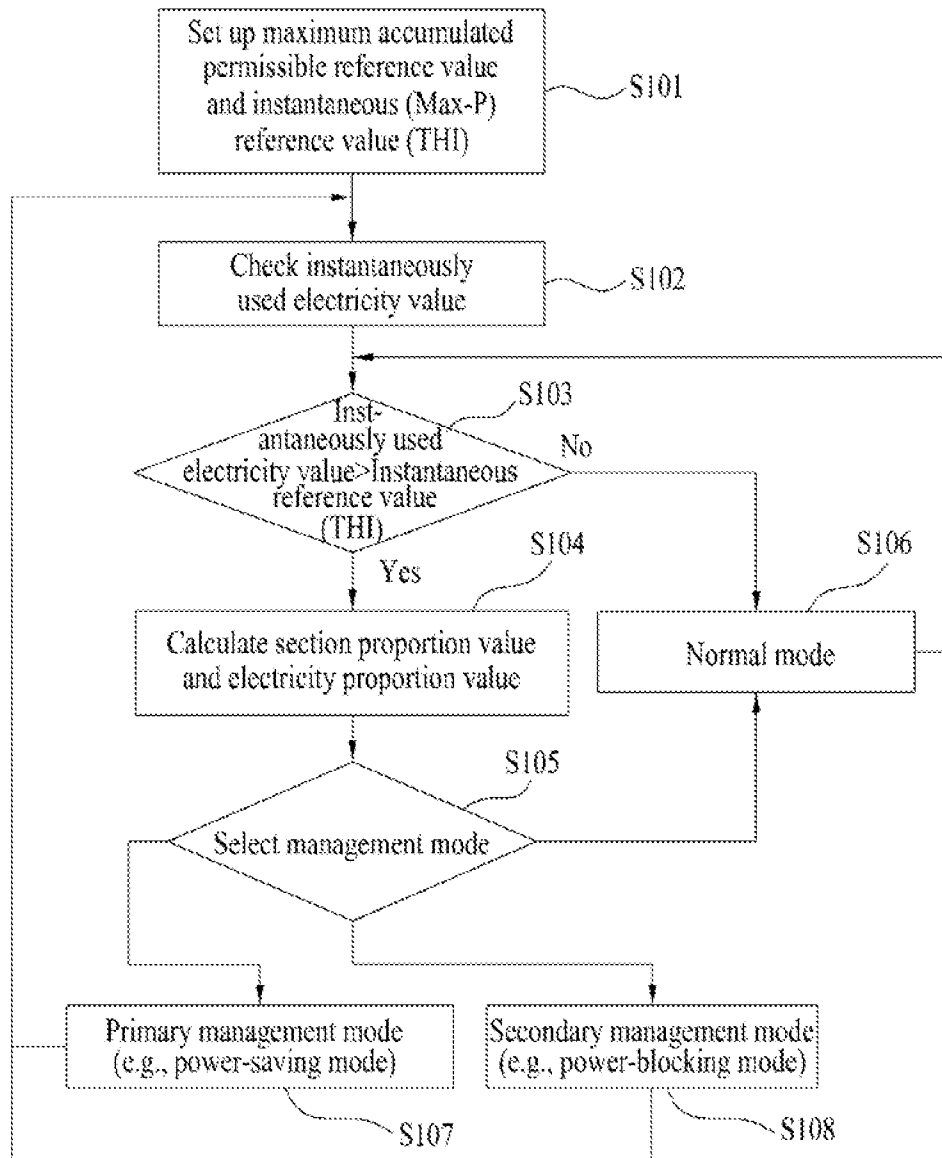 Set up maximum accumulated
permissible reference value
and instantaneous (Max-P)
reference value (THI)
S101
Check instantaneously
used electricity value
S102
S103
Inst-
antaneously used
electricity value>Instantaneous
reference value
(THI)
No
Yes
S104
S106
Calculate section proportion value
and electricity proportion value
Normal mode
S105
Select management mode
Primary management mode
(e.g., power-saving mode)
Secondary management mode
(e.g., power-blocking mode)
S107
S108